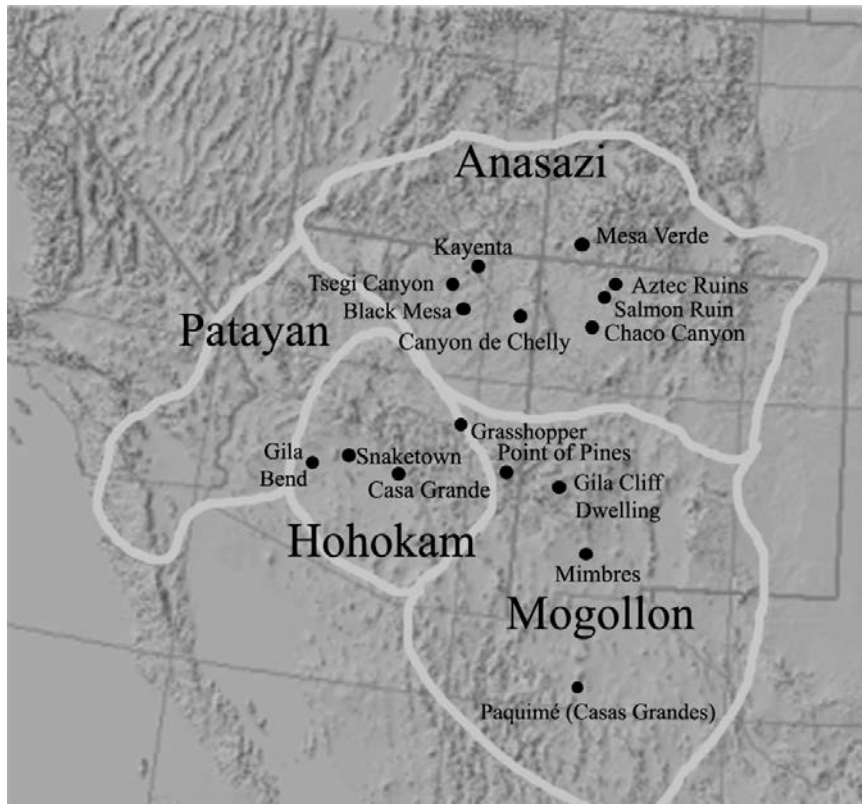 Anasazi
Mesa Verde
Kayenta
Tsegi Canyon
Aztec Ruins
Black Mesa
Salmon Ruin
Patayan
Canyon de Chelly
Chaco Canyon
Grasshopper
Gila
Bend
Snaketown
Point of Pines
Casa Grande
Gila Cliff
Dwelling
Hohokam
Mimbres
Mogollon
Paquimé (Casas Grandes)